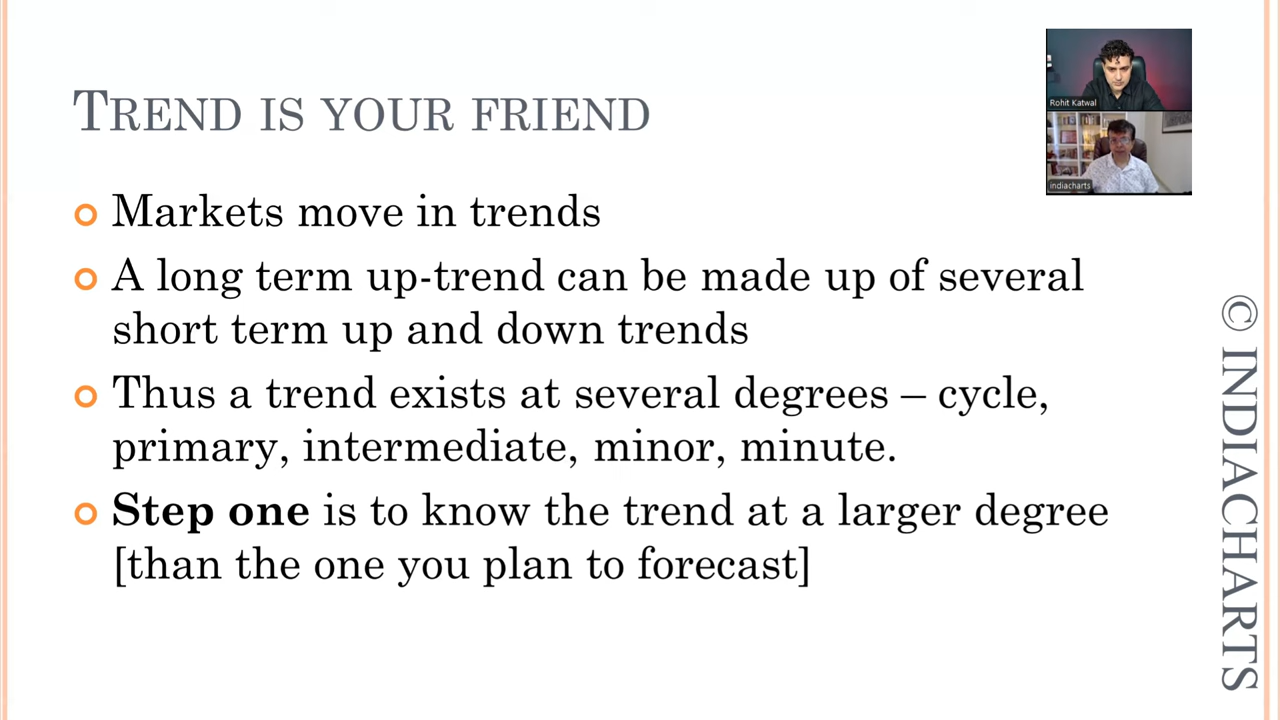 TREND IS YOUR FRIEND
Markets move in trends
A long term up-trend can be made up of several
short term up and down trends
Thus a trend exists at several degrees – cycle,
primary, intermediate, minor, minute.
Step one is to know the trend at a larger degree
[than the one you plan to forecast]
Rohit Katwal
indiacharts
© INDIACHARTS